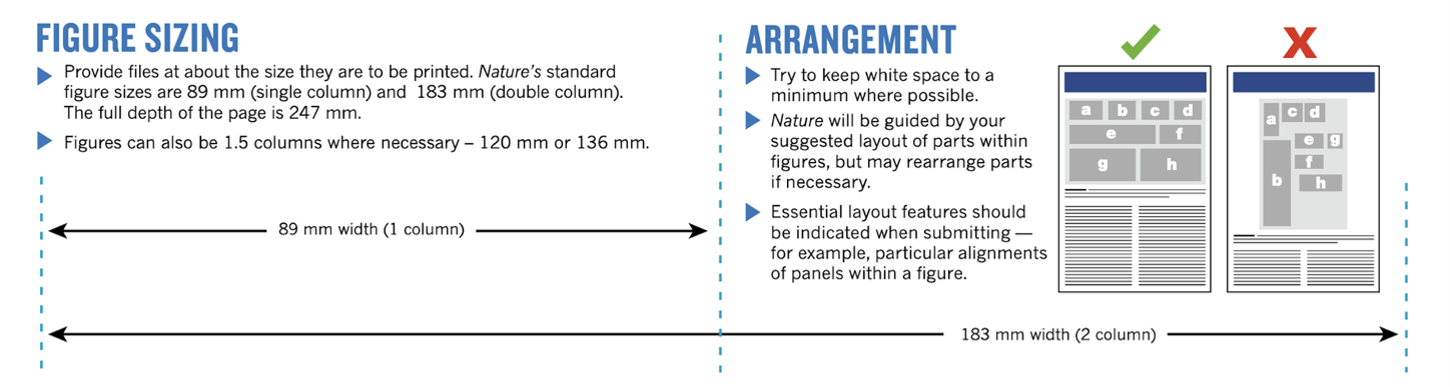 FIGURE SIZING
Provide files at about the size they are to be printed. Nature's standard
figure sizes are 89 mm (single column) and 183 mm (double column).
The full depth of the page is 247 mm.
Figures can also be 1.5 columns where necessary – 120 mm or 136 mm.
89 mm width (1 column)
ARRANGEMENT
Try to keep white space to a
minimum where possible.
Nature will be guided by your
suggested layout of parts within
figures, but may rearrange parts
if necessary.
Essential layout features should
be indicated when submitting —
for example, particular alignments
of panels within a figure.
a b c d
e f
g h
a c d
e g
f
b h
183 mm width (2 column)